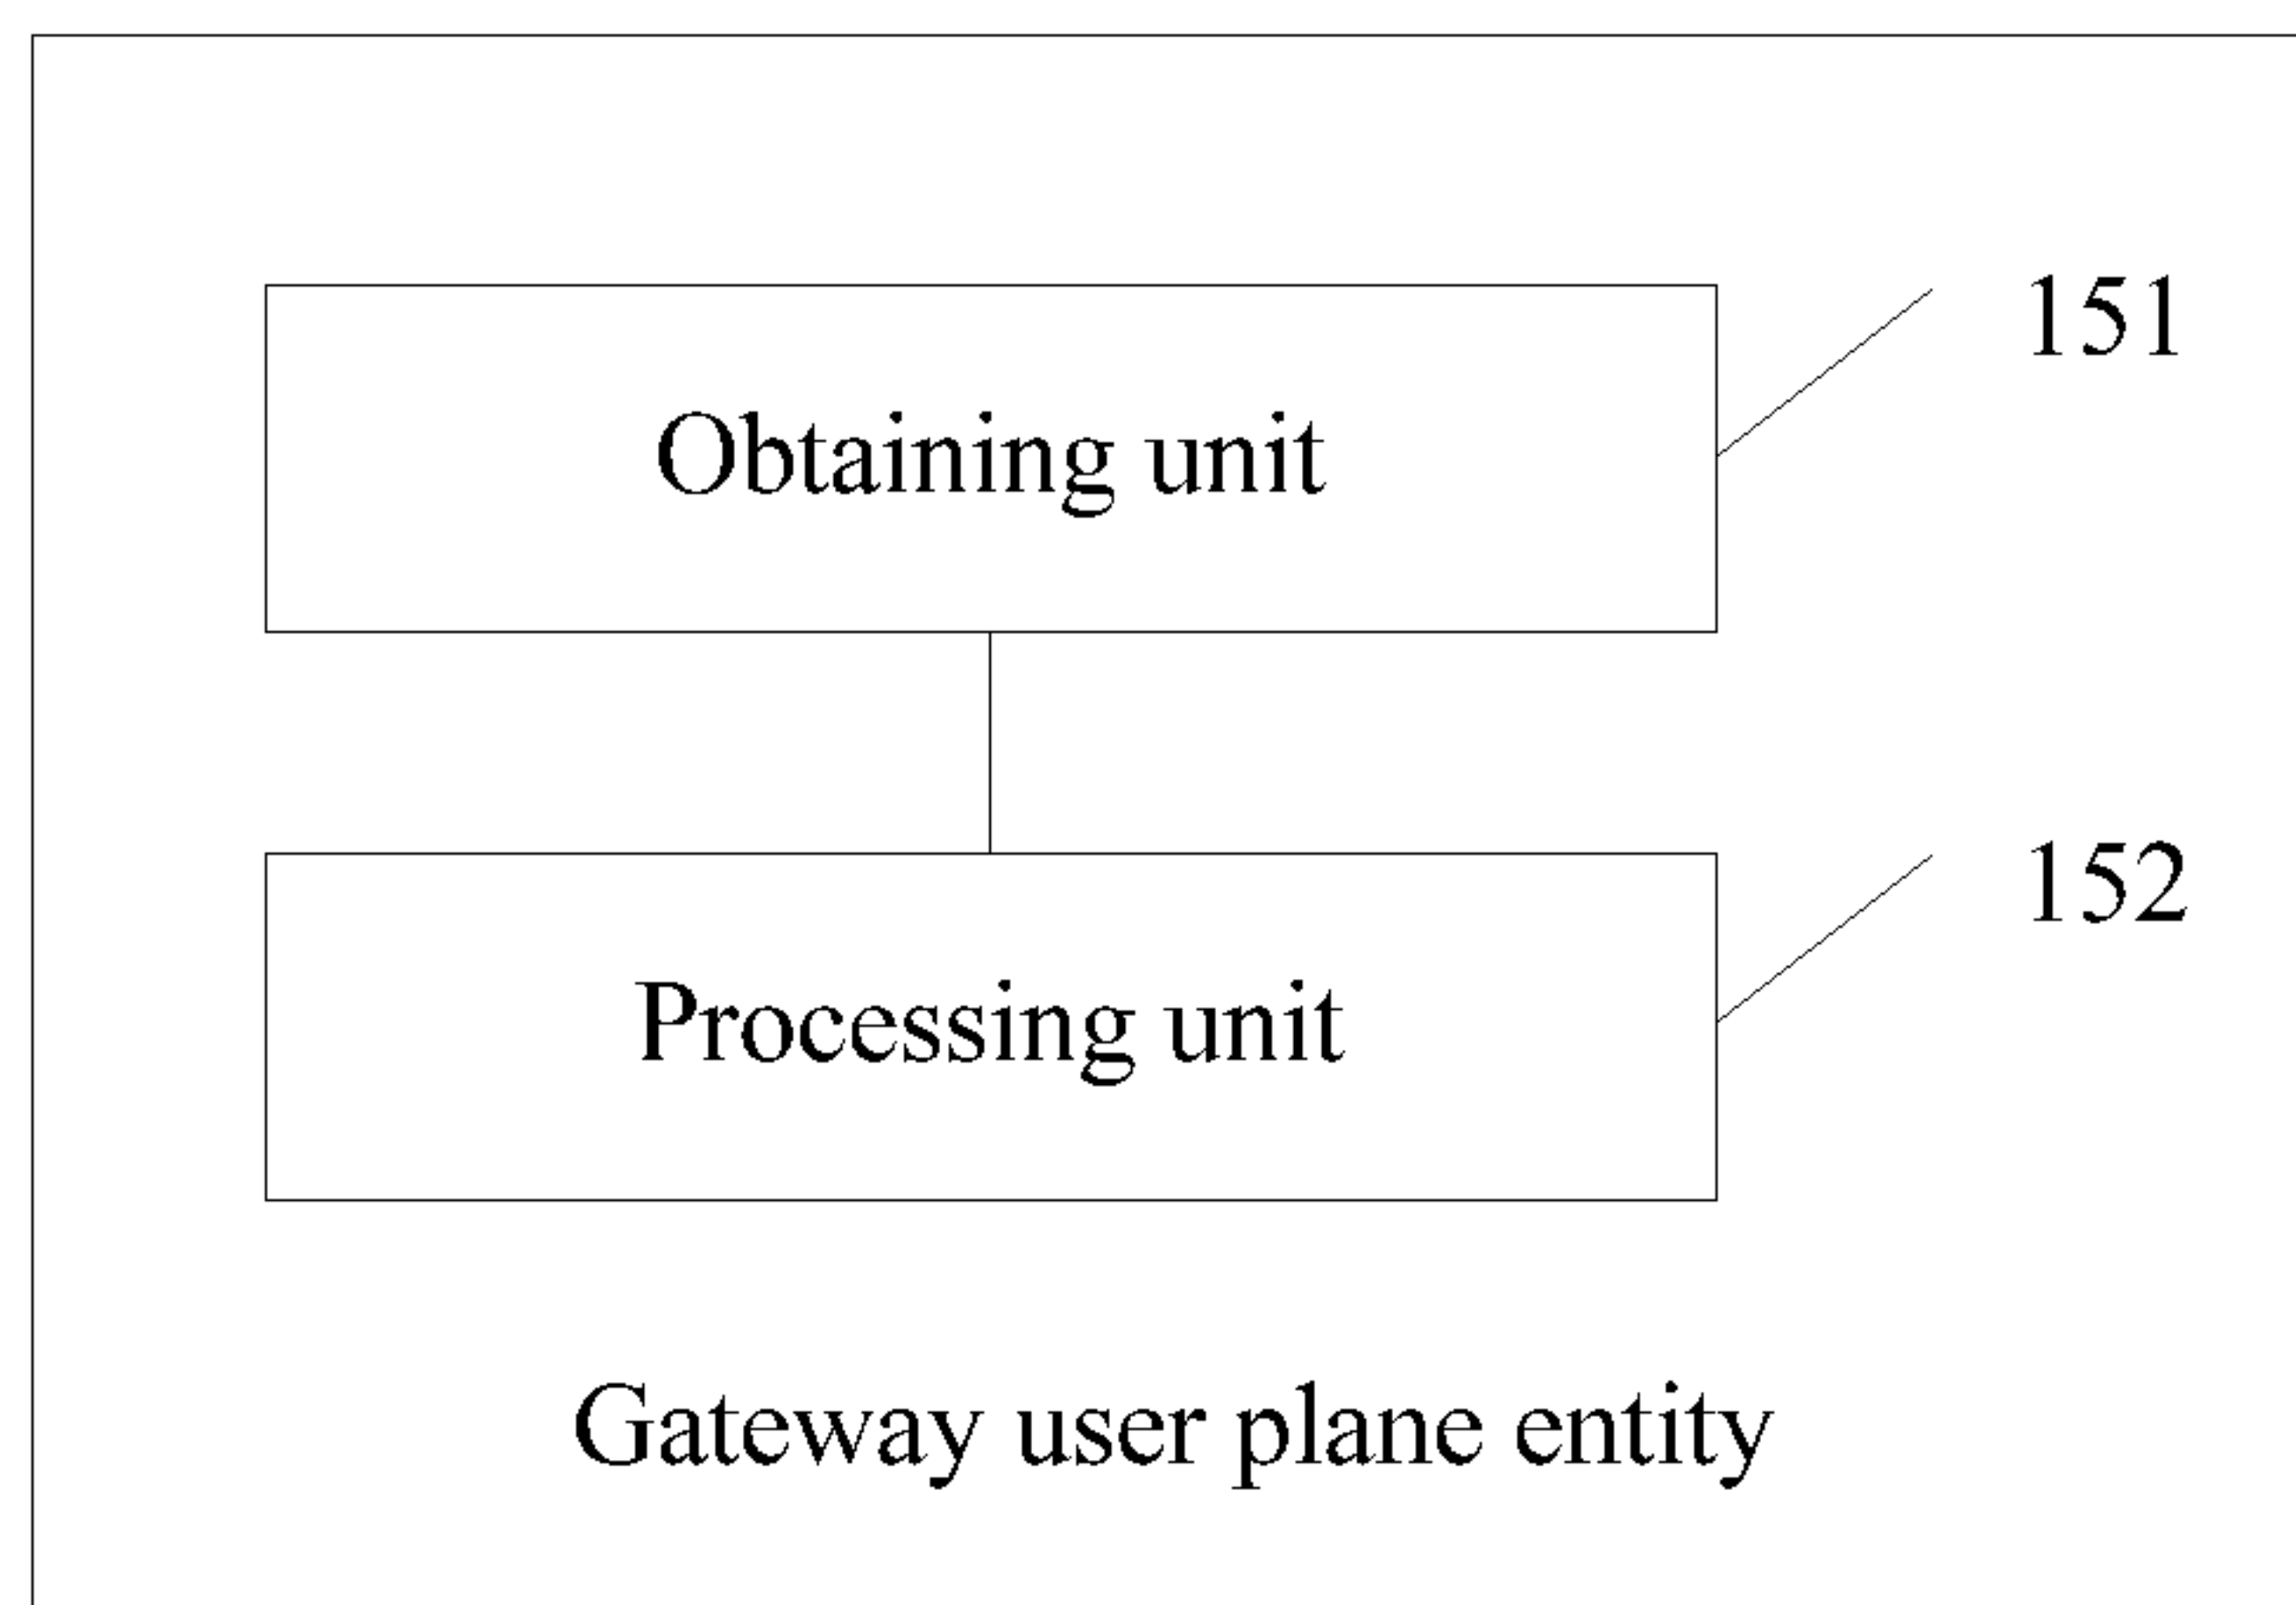 151
Obtaining unit
152
Processing unit
Gateway user plane entity